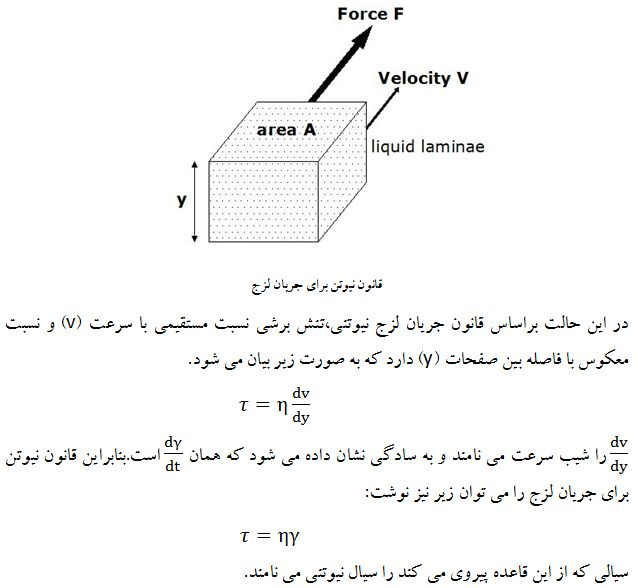 Force F
Velocity V
area A
liquid laminae
y
قانون نیوتن برای جریان لزج
در این حالت براساس قانون جریان لزج نیوتنی،تنش برشی نسبت مستقیمی با سرعت (v) و نسبت
معکوس با فاصله بین صفحات (y) دارد که به صورت زیر بیان می شود.
τ = η dv/dy
dv/dy را شیب سرعت می نامند و به سادگی نشان داده می شود که همان dγ/dt است.بنابراین قانون نیوتن
برای جریان لزج را می توان زیر نیز نوشت:
τ = ηγ
سیالی که از این قاعده پیروی می کند را سیال نیوتنی می نامند.